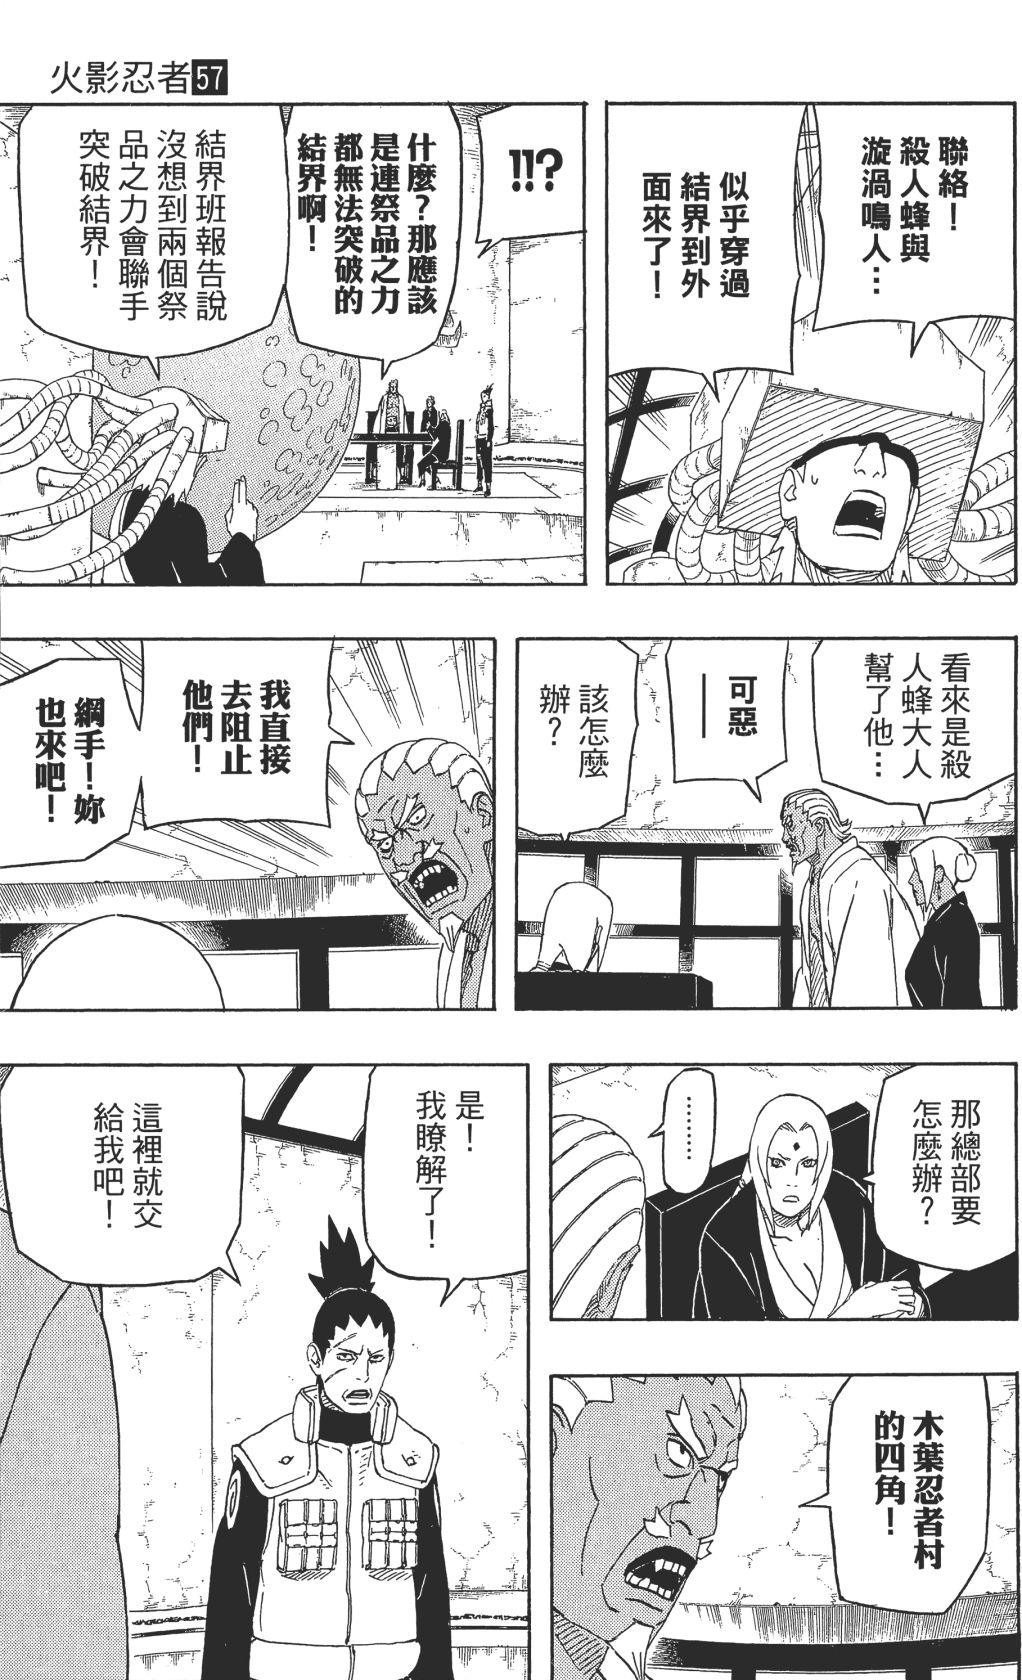 火影忍者57
聯絡！
殺人蜂與
漩渦鳴人…
似乎穿過
結界到外
面來了！
!!?
什麼？那應該
是連祭品之力
都無法突破的
結界啊！
結界班報告說
沒想到兩個祭
品之力會聯手
突破結界！
看來是殺
人蜂大人
幫了他…
可惡
——
該怎麼
辦？
我直接
去阻止
他們！
綱手！妳
也來吧！
那總部要
怎麼辦？
………
木葉忍者村
的四角！
是！
我瞭解了！
這裡就交
給我吧！